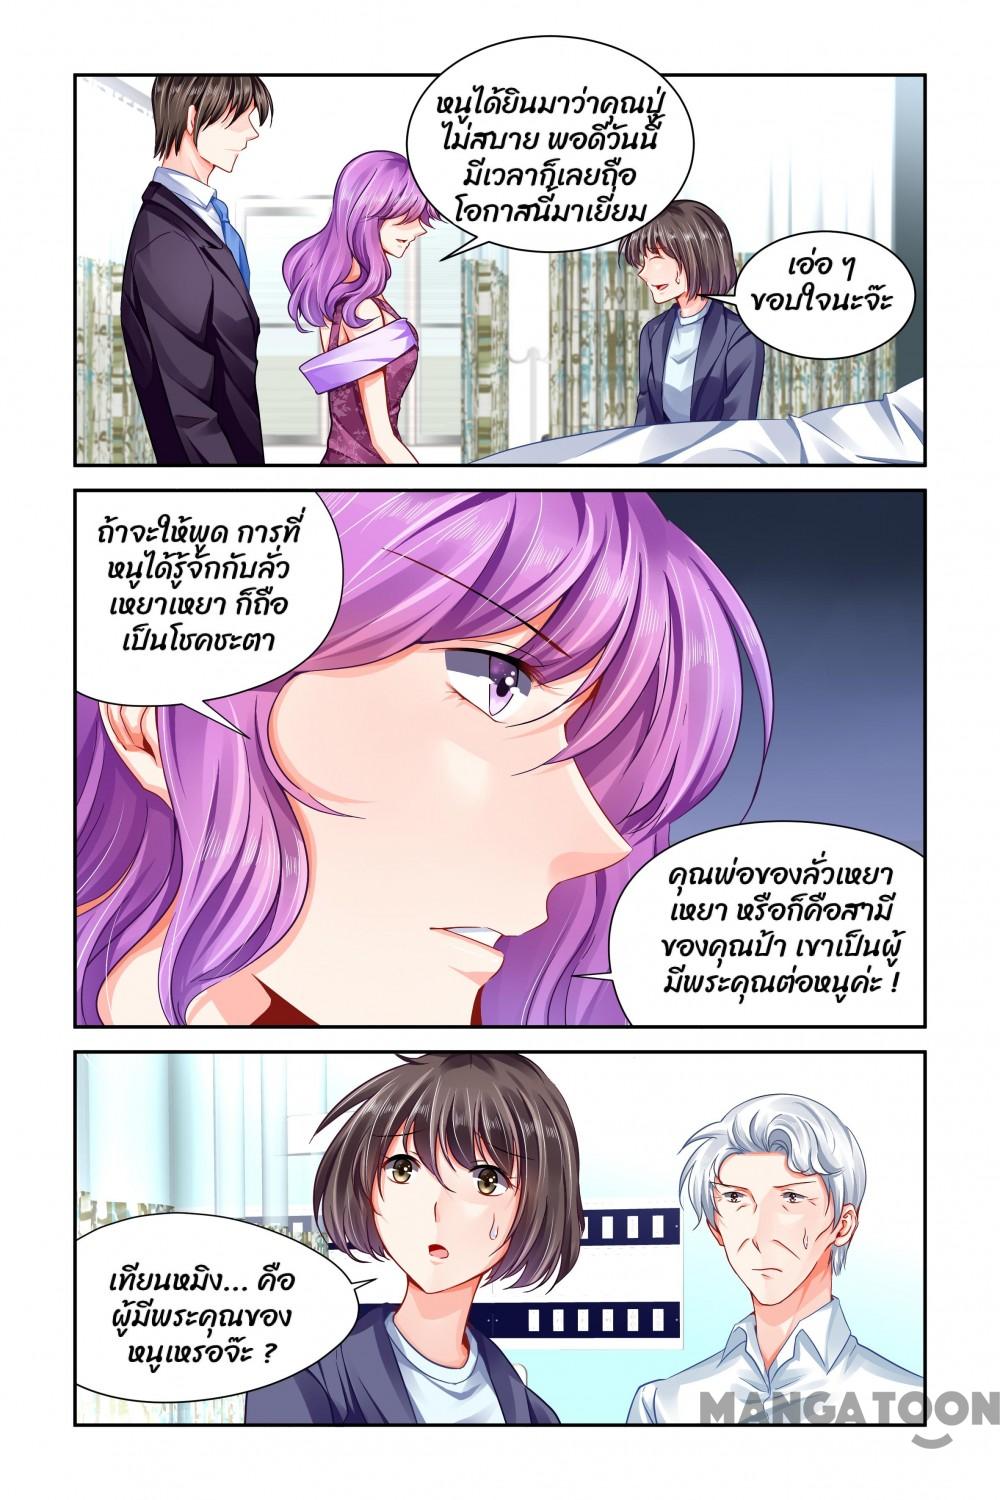 หนูได้ยินมาว่าคุณปู่
ไม่สบาย พอดีวันนี้
มีเวลาก็เลยถือ
โอกาสนี้มาเยี่ยม
เอ่อ ๆ
ขอบใจนะจ๊ะ
ถ้าจะให้พูด การที่
หนูได้รู้จักกับลั่ว
เหยาเหยา ก็ถือ
เป็นโชคชะตา
คุณพ่อของลั่วเหยา
เหยา หรือก็คือสามี
ของคุณป้า เขาเป็นผู้
มีพระคุณต่อหนูค่ะ !
เทียนหมิง... คือ
ผู้มีพระคุณของ
หนูเหรอจ๊ะ ?
MANGATOON